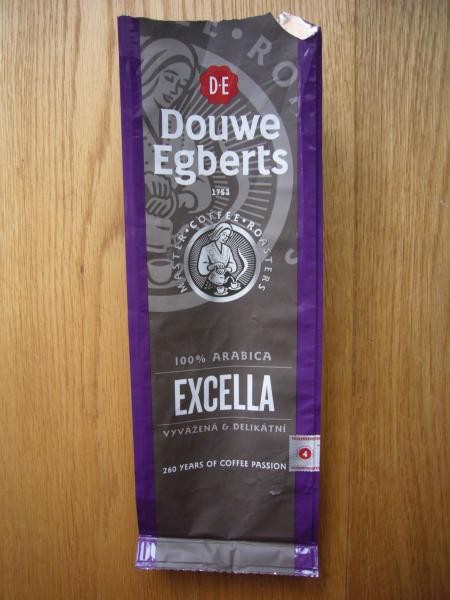 D·E
Douwe
Egberts
1753
MASTER·COFFEE·ROASTERS
100% ARABICA
EXCELLA
VYVÁŽENÁ & DELIKÁTNÍ
260 YEARS OF COFFEE PASSION
4